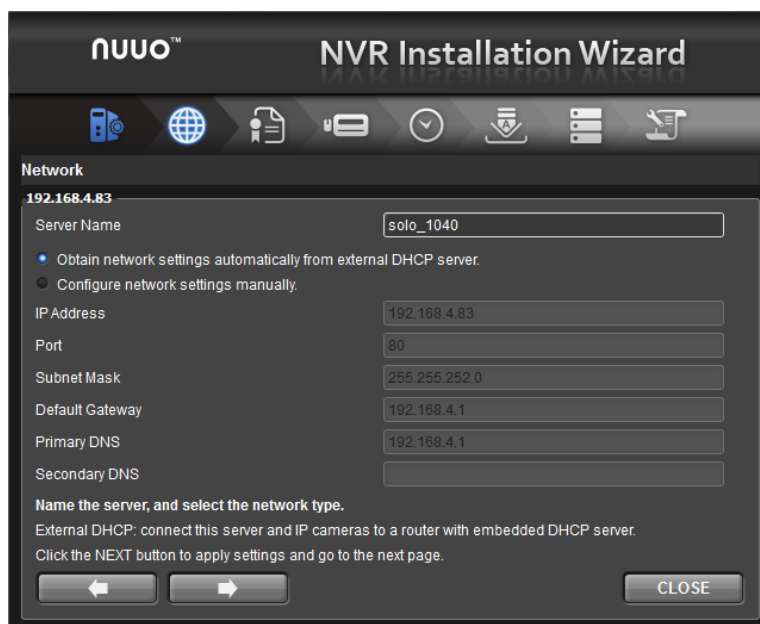 nuuo™
NVR Installation Wizard
Network
192.168.4.83
Server Name
solo_1040
Obtain network settings automatically from external DHCP server.
Configure network settings manually.
IP Address
192.168.4.83
Port
80
Subnet Mask
255.255.252.0
Default Gateway
192.168.4.1
Primary DNS
192.168.4.1
Secondary DNS
Name the server, and select the network type.
External DHCP: connect this server and IP cameras to a router with embedded DHCP server.
Click the NEXT button to apply settings and go to the next page.
CLOSE